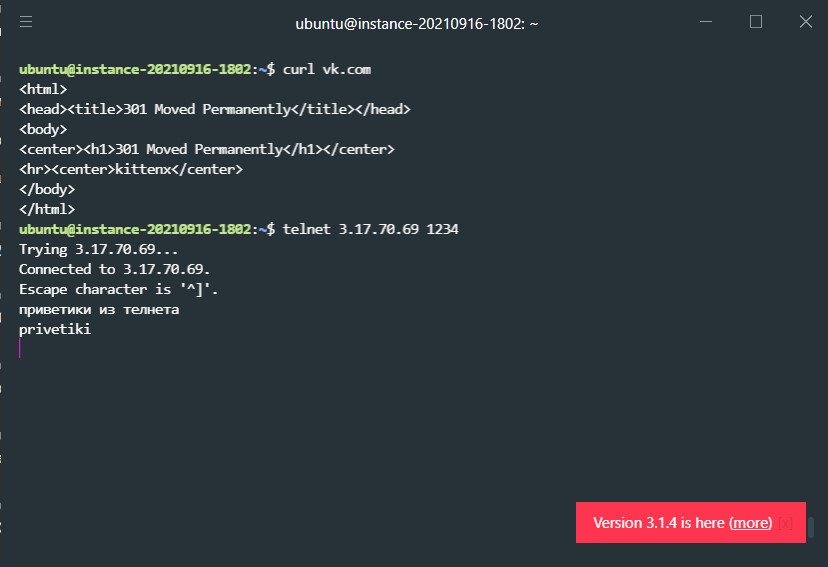 ubuntu@instance-20210916-1802: ~
ubuntu@instance-20210916-1802:~$ curl vk.com
<html>
<head><title>301 Moved Permanently</title></head>
<body>
<center><h1>301 Moved Permanently</h1></center>
<hr><center>kittenx</center>
</body>
</html>
ubuntu@instance-20210916-1802:~$ telnet 3.17.70.69 1234
Trying 3.17.70.69...
Connected to 3.17.70.69.
Escape character is '^]'.
приветики из телнета
privetiki
Version 3.1.4 is here (more) [x]